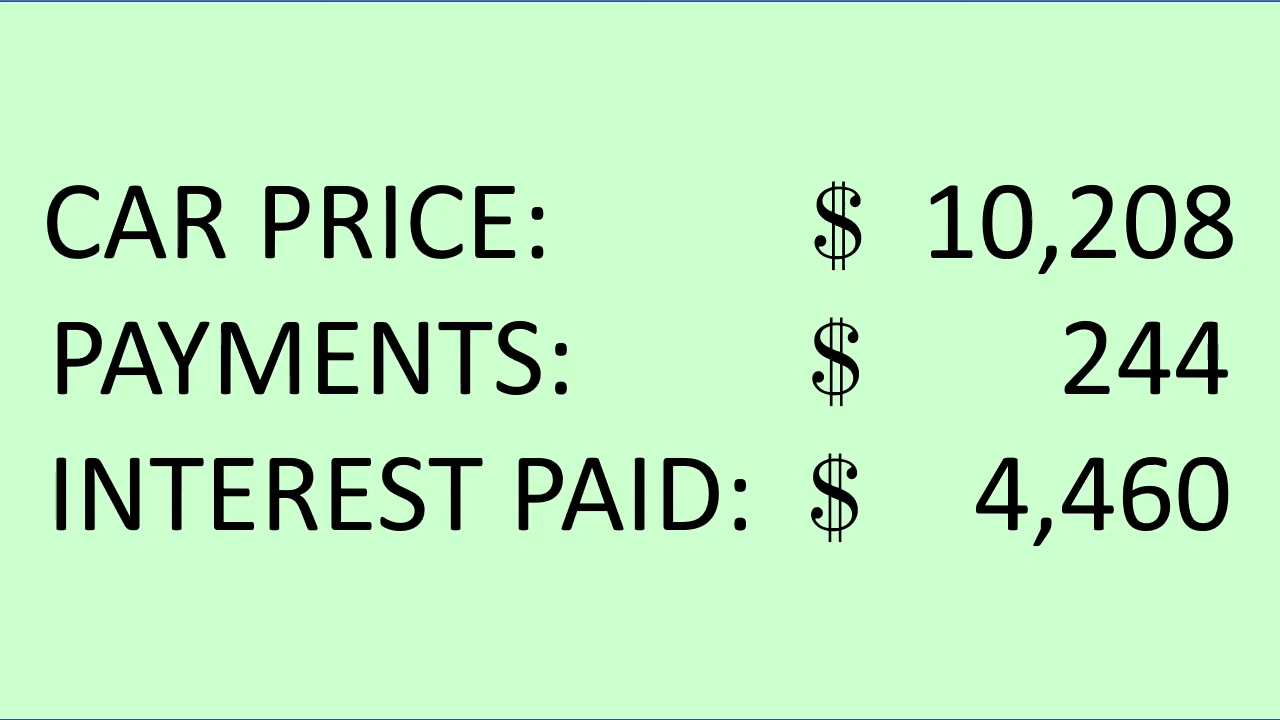 CAR PRICE: $ 10,208
PAYMENTS: $ 244
INTEREST PAID: $ 4,460